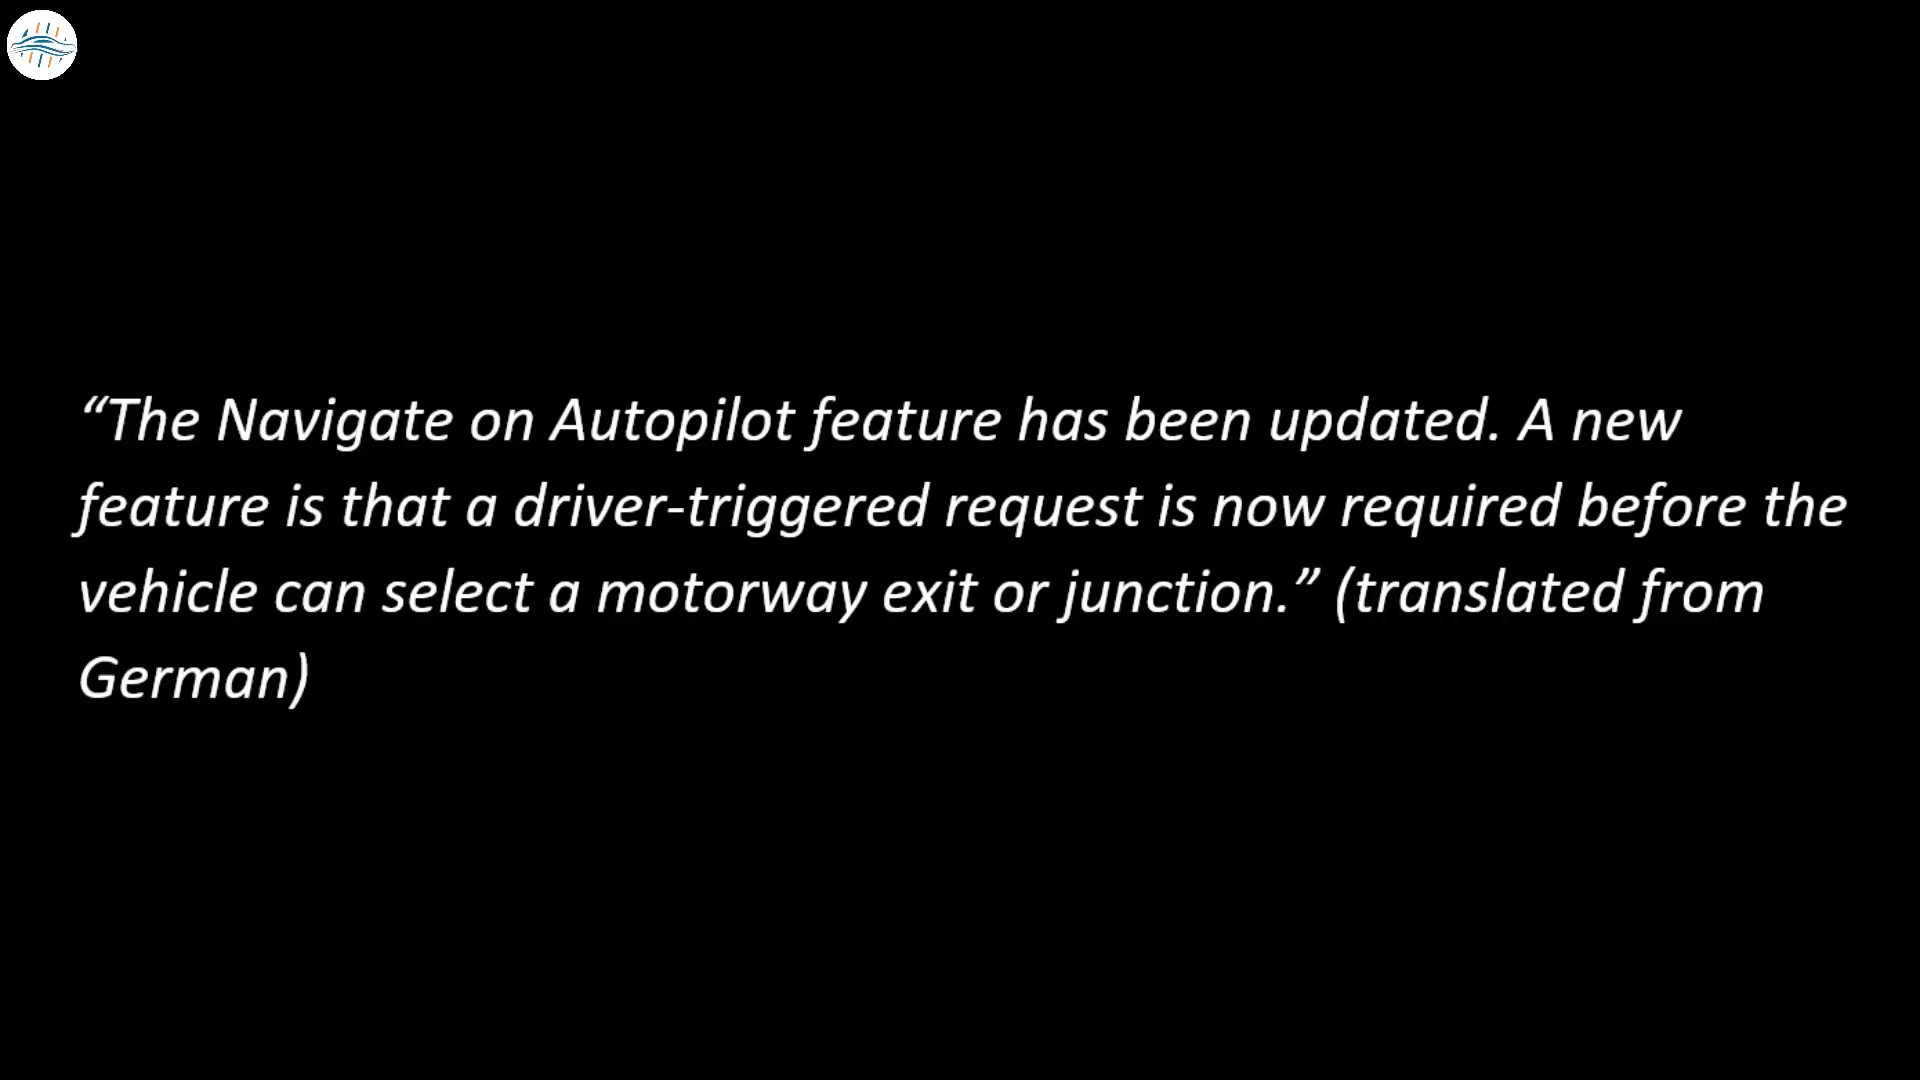 “The Navigate on Autopilot feature has been updated. A new
feature is that a driver-triggered request is now required before the
vehicle can select a motorway exit or junction.” (translated from
German)